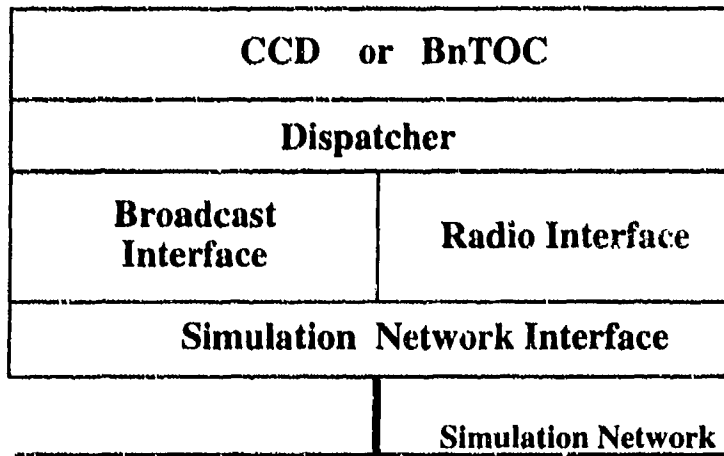 CCD or BnTOC
Dispatcher
Broadcast
Interface
Radio Interface
Simulation Network Interface
Simulation Network